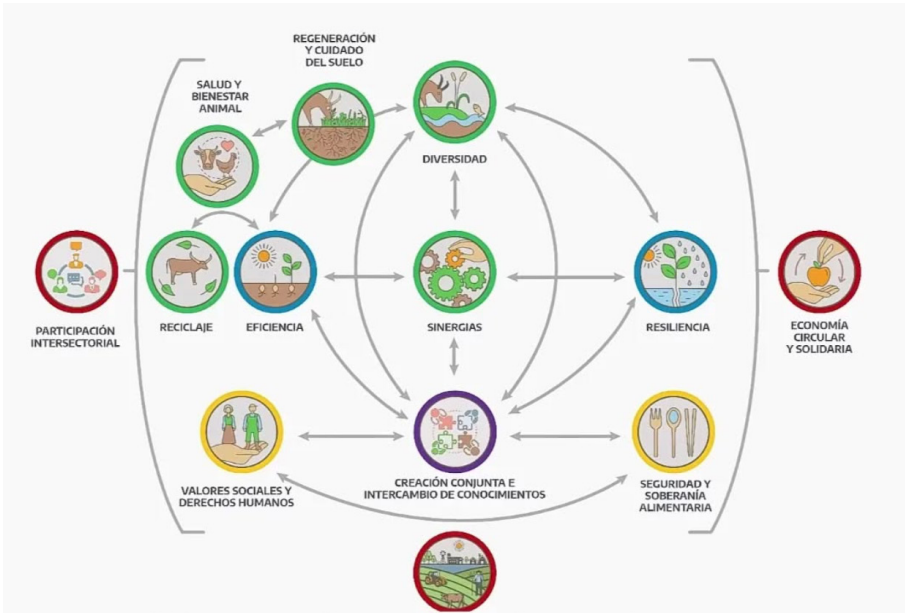 REGENERACIÓN
Y CUIDADO
DEL SUELO
SALUD Y
BIENESTAR
ANIMAL
DIVERSIDAD
PARTICIPACIÓN
INTERSECTORIAL
RECICLAJE
EFICIENCIA
SINERGIAS
RESILIENCIA
ECONOMÍA
CIRCULAR
Y SOLIDARIA
VALORES SOCIALES Y
DERECHOS HUMANOS
CREACIÓN CONJUNTA E
INTERCAMBIO DE CONOCIMIENTOS
SEGURIDAD Y
SOBERANÍA
ALIMENTARIA